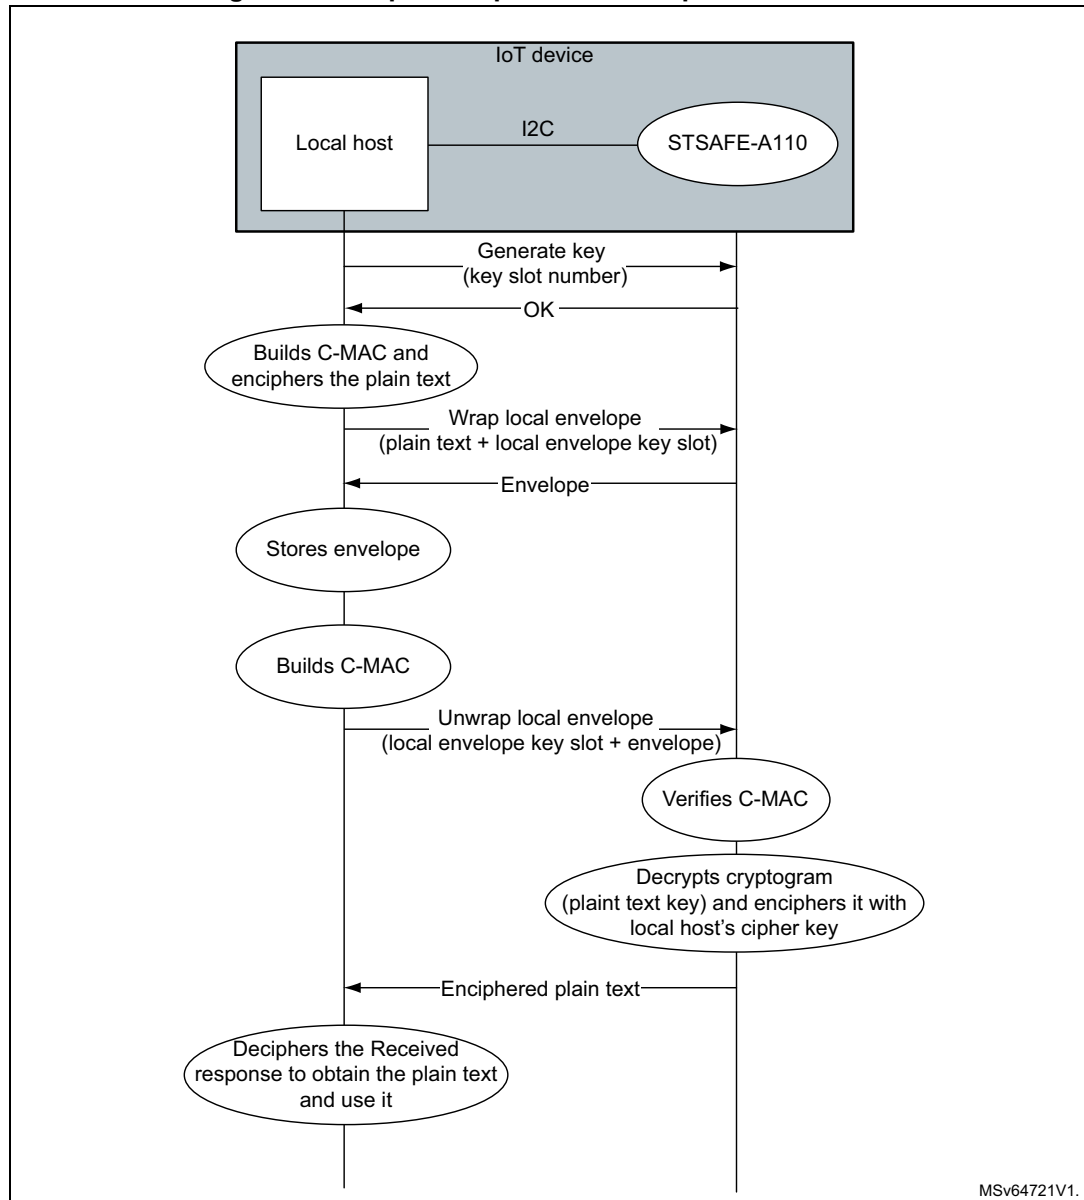 IoT device
Local host
I2C
STSAFE-A110
Generate key
(key slot number)
OK
Builds C-MAC and
enciphers the plain text
Wrap local envelope
(plain text + local envelope key slot)
Envelope
Stores envelope
Builds C-MAC
Unwrap local envelope
(local envelope key slot + envelope)
Verifies C-MAC
Decrypts cryptogram
(plaint text key) and enciphers it with
local host's cipher key
Enciphered plain text
Deciphers the Received
response to obtain the plain text
and use it
MSv64721V1.